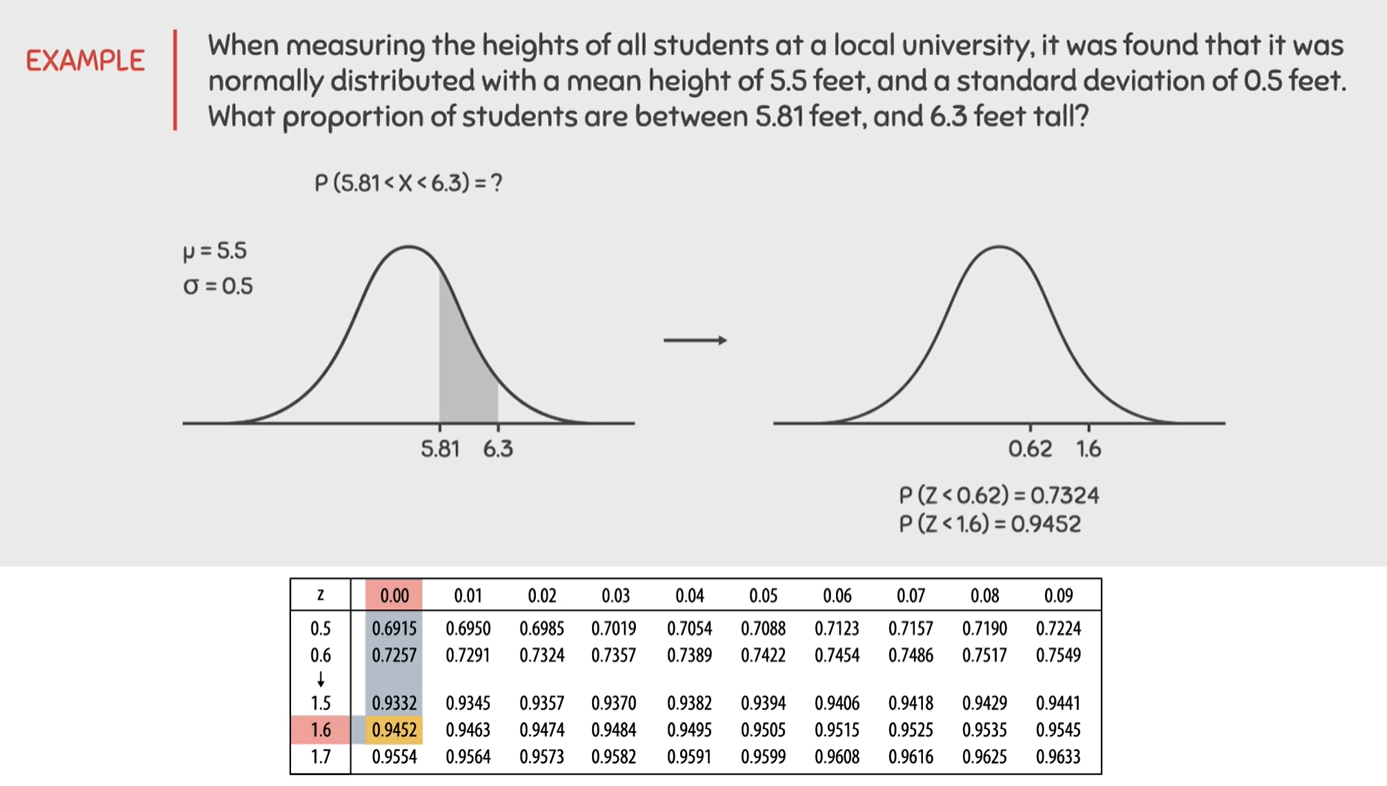 EXAMPLE
When measuring the heights of all students at a local university, it was found that it was
normally distributed with a mean height of 5.5 feet, and a standard deviation of 0.5 feet.
What proportion of students are between 5.81 feet, and 6.3 feet tall?
P (5.81 < X < 6.3) = ?
μ = 5.5
σ = 0.5
5.81 6.3
0.62 1.6
P (Z < 0.62) = 0.7324
P (Z < 1.6) = 0.9452
z 0.00 0.01 0.02 0.03 0.04 0.05 0.06 0.07 0.08 0.09
0.5 0.6915 0.6950 0.6985 0.7019 0.7054 0.7088 0.7123 0.7157 0.7190 0.7224
0.6 0.7257 0.7291 0.7324 0.7357 0.7389 0.7422 0.7454 0.7486 0.7517 0.7549
↓
1.5 0.9332 0.9345 0.9357 0.9370 0.9382 0.9394 0.9406 0.9418 0.9429 0.9441
1.6 0.9452 0.9463 0.9474 0.9484 0.9495 0.9505 0.9515 0.9525 0.9535 0.9545
1.7 0.9554 0.9564 0.9573 0.9582 0.9591 0.9599 0.9608 0.9616 0.9625 0.9633